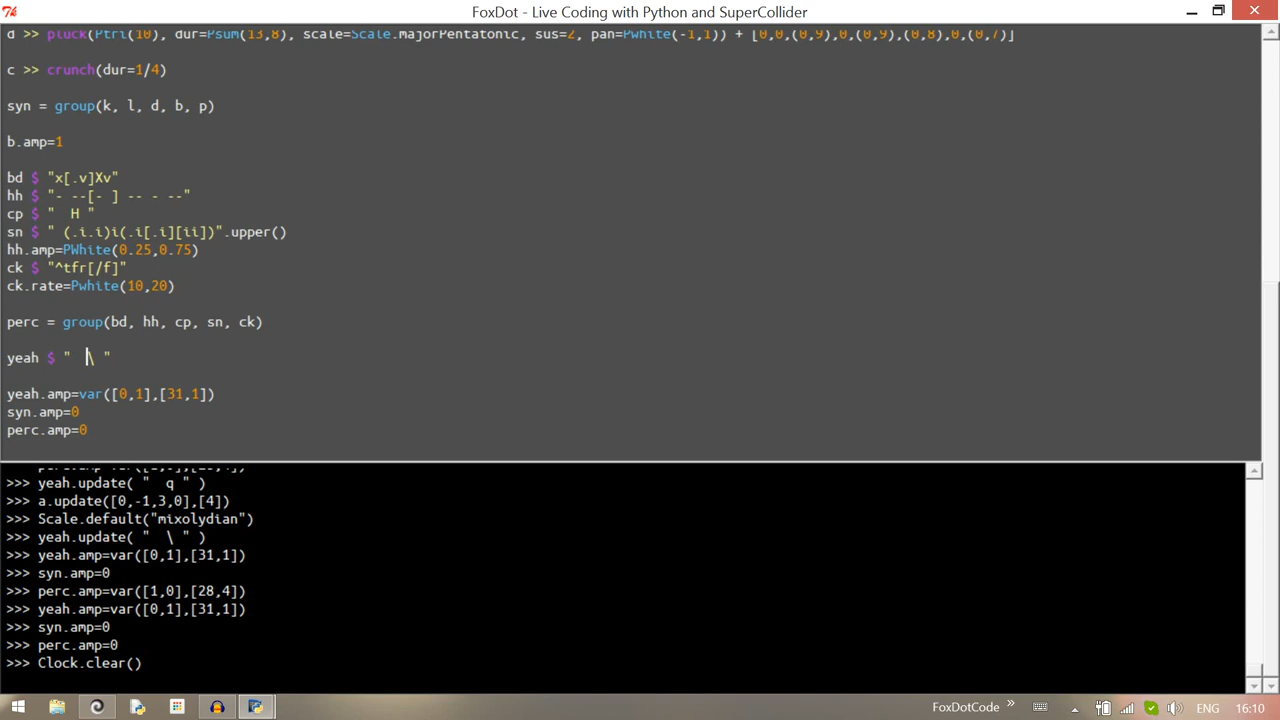 FoxDot - Live Coding with Python and SuperCollider
d >> pluck(PTri(10), dur=PSum(13,8), scale=Scale.majorPentatonic, sus=2, pan=PWhite(-1,1)) + [0,0,(0,9),0,(0,9),(0,8),0,(0,7)]
c >> crunch(dur=1/4)
syn = group(k, l, d, b, p)
b.amp=1
bd $ "x[.v]Xv"
hh $ "- --[- ] -- - --"
cp $ "  H "
sn $ " (.i.i)i(.i[.i][ii])".upper()
hh.amp=PWhite(0.25,0.75)
ck $ "^tfr[/f]"
ck.rate=Pwhite(10,20)
perc = group(bd, hh, cp, sn, ck)
yeah $ "  \ "
yeah.amp=var([0,1],[31,1])
syn.amp=0
perc.amp=0
>>> yeah.update( "  q " )
>>> a.update([0,-1,3,0],[4])
>>> Scale.default("mixolydian")
>>> yeah.update( "  \ " )
>>> yeah.amp=var([0,1],[31,1])
>>> syn.amp=0
>>> perc.amp=var([1,0],[28,4])
>>> yeah.amp=var([0,1],[31,1])
>>> syn.amp=0
>>> perc.amp=0
>>> Clock.clear()
FoxDotCode » ENG 16:10